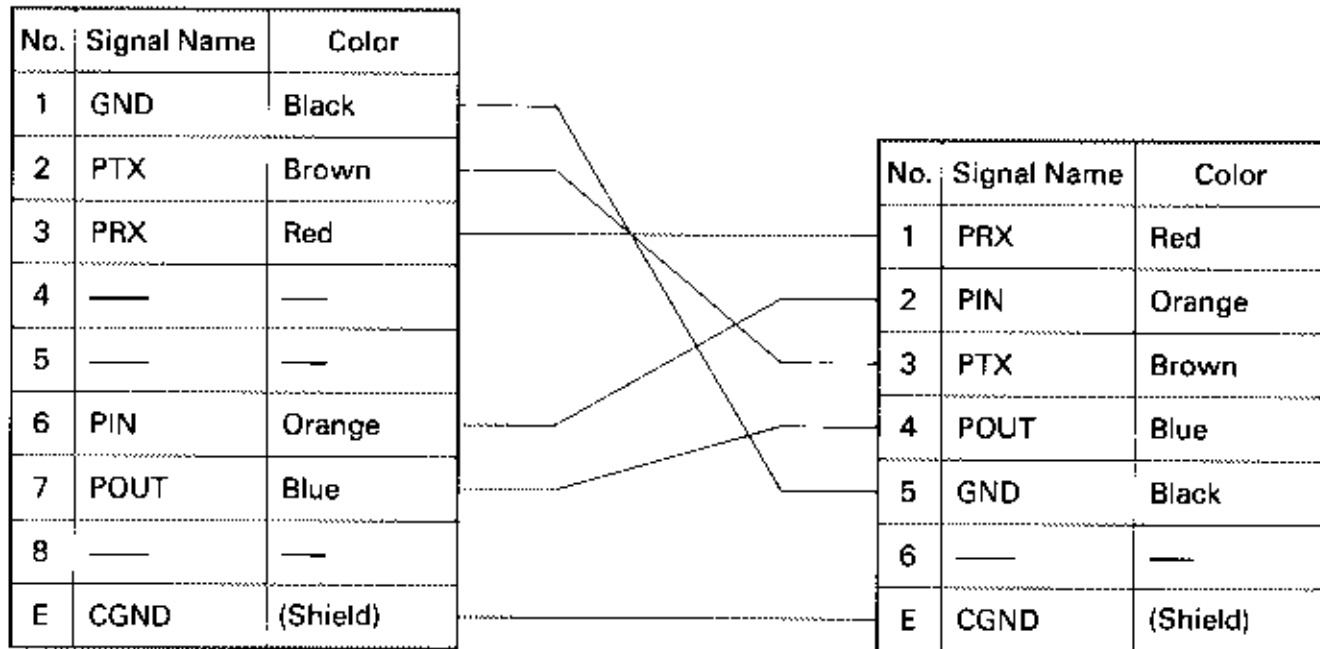 No. Signal Name Color
1 GND Black
2 PTX Brown
3 PRX Red
4 — —
5 — —
6 PIN Orange
7 POUT Blue
8 — —
E CGND (Shield)
No. Signal Name Color
1 PRX Red
2 PIN Orange
3 PTX Brown
4 POUT Blue
5 GND Black
6 — —
E CGND (Shield)